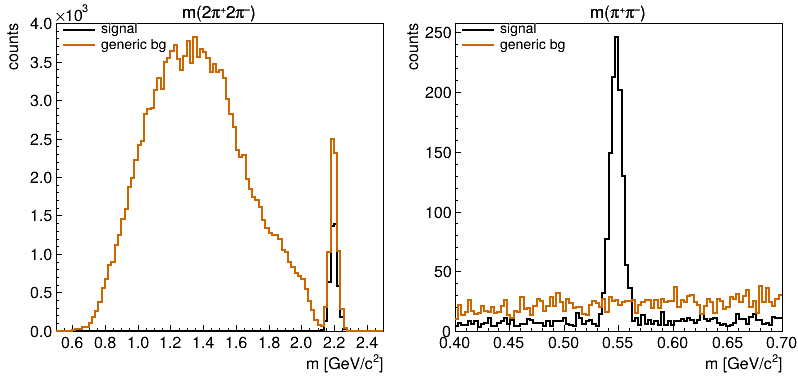 m(2π⁺2π⁻)
×10³
signal
generic bg
counts
4.0
3.5
3.0
2.5
2.0
1.5
1.0
0.5
0.0
0.6 0.8 1.0 1.2 1.4 1.6 1.8 2.0 2.2 2.4
m [GeV/c²]
m(π⁺π⁻)
signal
generic bg
counts
250
200
150
100
50
0
0.40 0.45 0.50 0.55 0.60 0.65 0.70
m [GeV/c²]